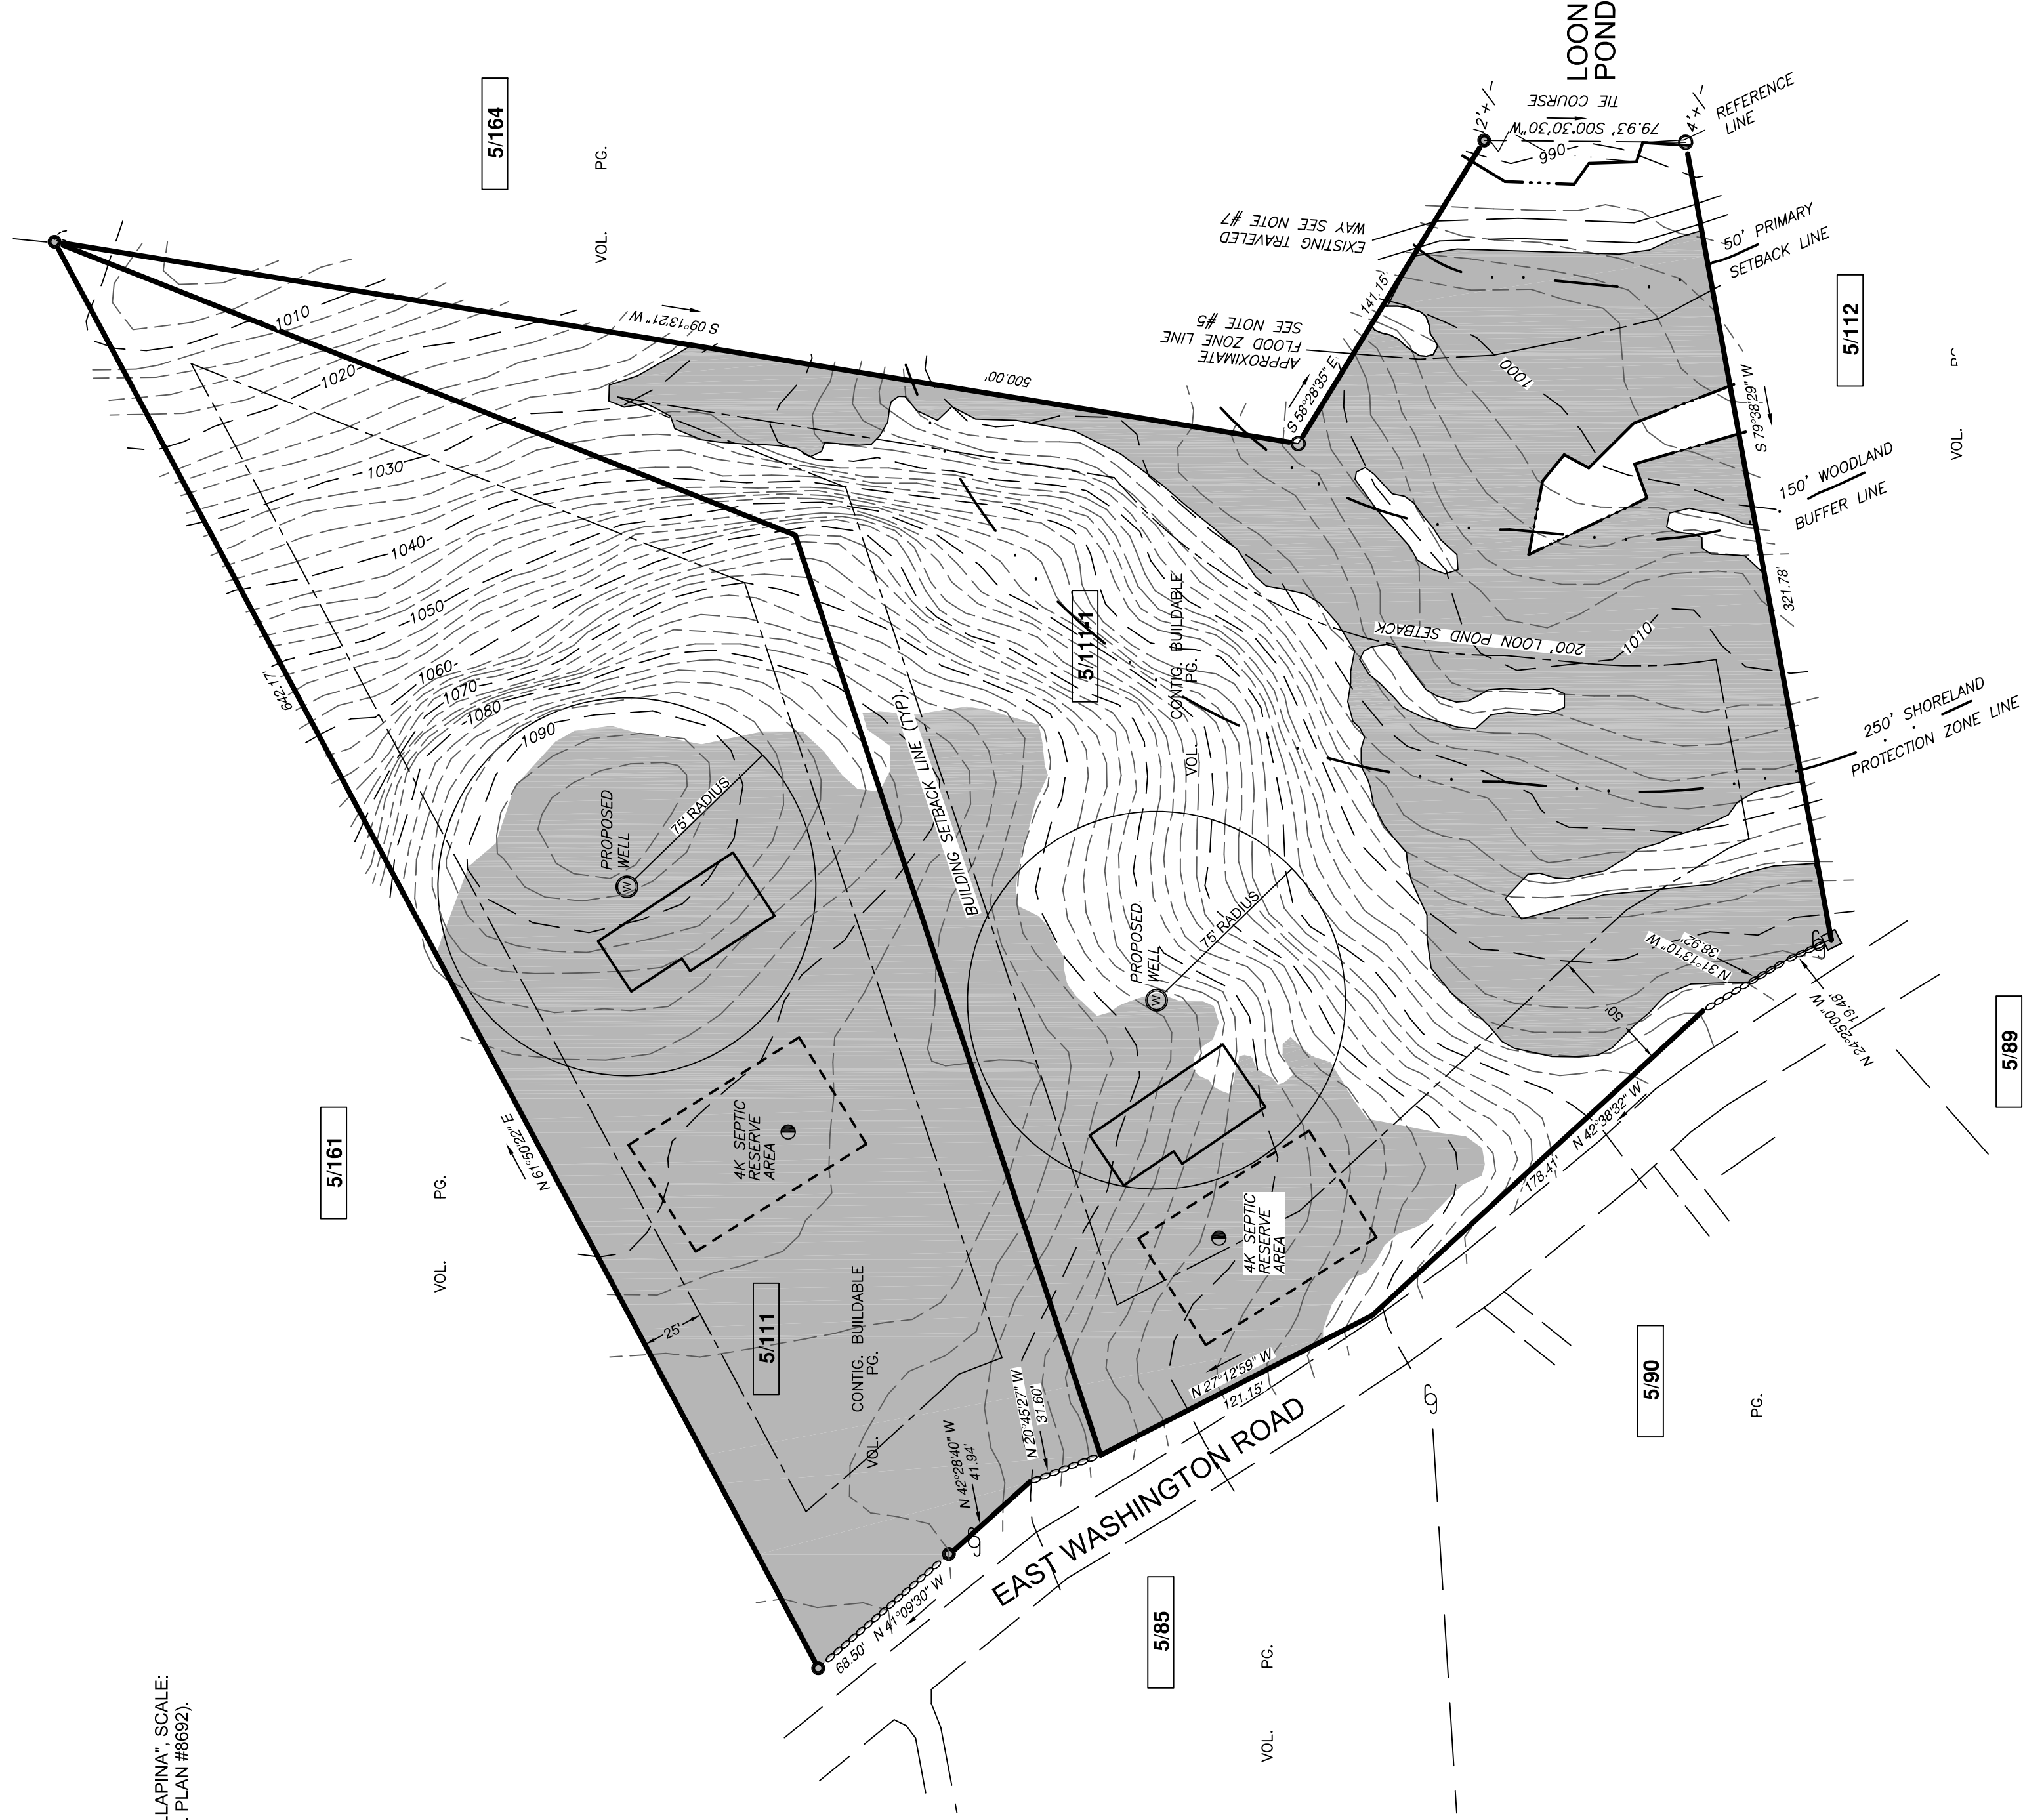 LOON
POND
5/164
VOL. PG.
2'+/-
TIE COURSE
79.93' S00°30'30"W
4'+/-
REFERENCE
LINE
990
EXISTING TRAVELED
WAY SEE NOTE #7
50' PRIMARY
SETBACK LINE
5/112
VOL.
141.15'
S 58°28'35" E
APPROXIMATE
FLOOD ZONE LINE
SEE NOTE #5
S 09°13'21" W
500.00'
1000
S 79°38'29" W
321.78'
150' WOODLAND
BUFFER LINE
1010
1020
1030
1040
1050
1060
1070
1080
1090
642.17'
200' LOON POND SETBACK
1010
250' SHORELAND
PROTECTION ZONE LINE
5/111-1
CONTIG. BUILDABLE
VOL. PG.
BUILDING SETBACK LINE (TYP).
PROPOSED
WELL
W
75' RADIUS
PROPOSED
WELL
W
75' RADIUS
N 31°13'10" W
38.92'
N 24°25'00" W
19.48'
50'
5/89
N 42°38'32" W
178.41'
4K SEPTIC
RESERVE
AREA
4K SEPTIC
RESERVE
AREA
5/161
VOL. PG.
N 61°50'22" E
25'
5/111
CONTIG. BUILDABLE
VOL. PG.
N 20°45'27" W
31.60'
N 42°28'40" W
41.94'
N 27°12'59" W
121.15'
5/90
PG.
EAST WASHINGTON ROAD
N 41°09'30" W
68.50'
5/85
VOL. PG.
LLAPINA", SCALE:
. PLAN #8692).